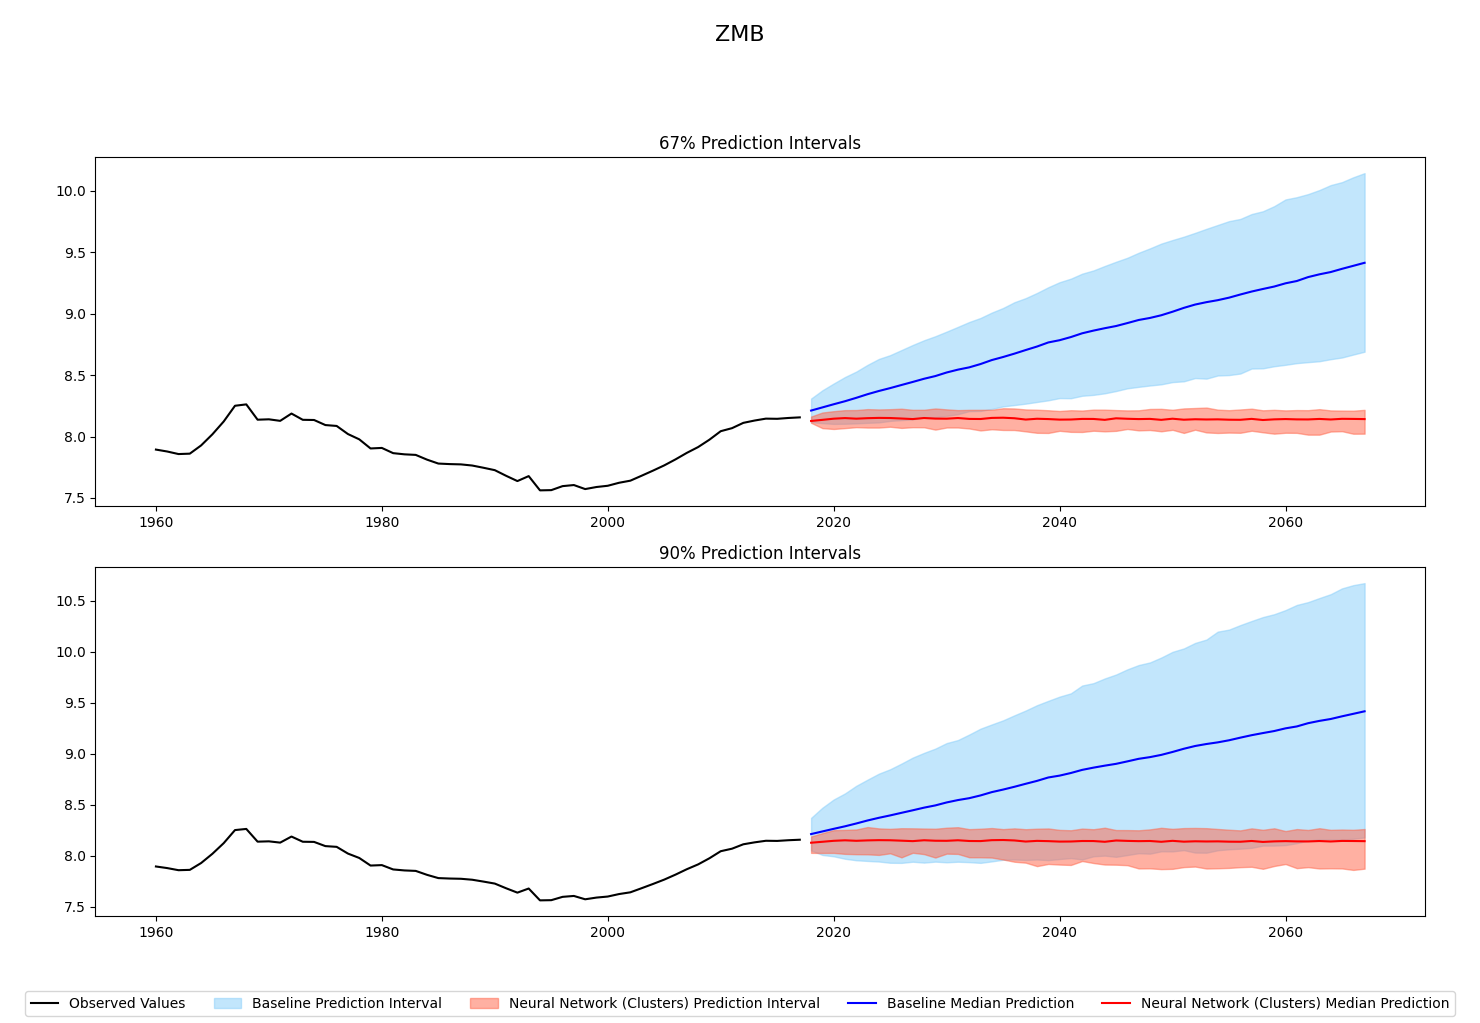 ZMB
67% Prediction Intervals
10.0
9.5
9.0
8.5
8.0
7.5
1960 1980 2000 2020 2040 2060
90% Prediction Intervals
10.5
10.0
9.5
9.0
8.5
8.0
7.5
1960 1980 2000 2020 2040 2060
Observed Values Baseline Prediction Interval Neural Network (Clusters) Prediction Interval Baseline Median Prediction Neural Network (Clusters) Median Prediction